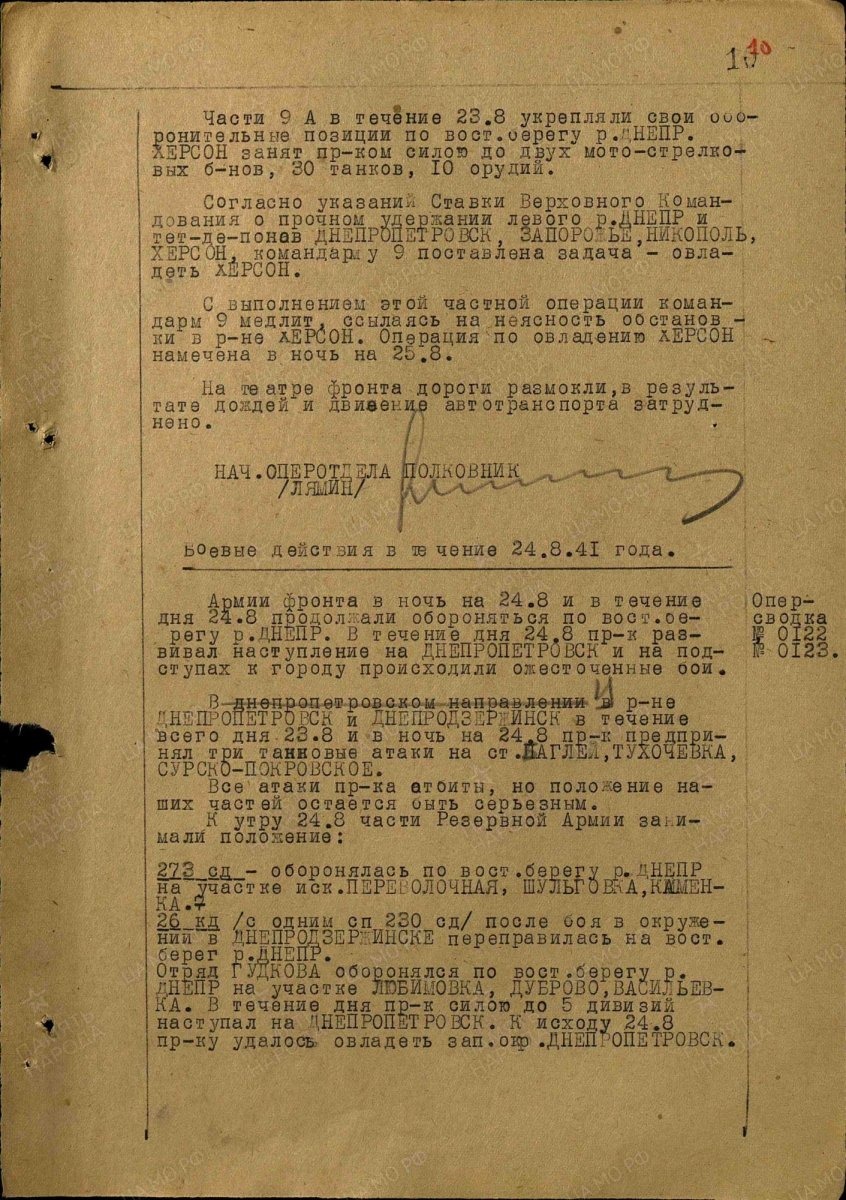 10 10
Части 9 А в течение 23.8 укрепляли свои обо-
ронительные позиции по вост.берегу р.ДНЕПР.
ХЕРСОН занят пр-ком силою до двух мото-стрелко-
вых б-нов, 30 танков, 10 орудий.
Согласно указаний Ставки Верховного Коман-
дования о прочном удержании левого р.ДНЕПР и
тет-де-понов ДНЕПРОПЕТРОВСК, ЗАПОРОЖЬЕ,НИКОПОЛЬ,
ХЕРСОН, командарму 9 поставлена задача - овла-
деть ХЕРСОН.
С выполнением этой частной операции коман-
дарм 9 медлит, ссылаясь на неясность обстанов -
ки в р-не ХЕРСОН. Операция по овладению ХЕРСОН
намечена в ночь на 25.8.
На театре фронта дороги размокли,в резуль-
тате дождей и движение автотранспорта затруд-
нено.
НАЧ.ОПЕРОТДЕЛА ПОЛКОВНИК
/ЛЯМИН/
Боевые действия в течение 24.8.41 года.
Армии фронта в ночь на 24.8 и в течение
дня 24.8 продолжали обороняться по вост.бе-
регу р.ДНЕПР. В течение дня 24.8 пр-к раз-
вивал наступление на ДНЕПРОПЕТРОВСК и на под-
ступах к городу происходили ожесточенные бои.
Опер-
сводка
№ 0122
№ 0123.
В днепропетровском направлении в р-не
ДНЕПРОПЕТРОВСК и ДНЕПРОДЗЕРЖИНСК в течение
всего дня 23.8 и в ночь на 24.8 пр-к предпри-
нял три танковые атаки на ст.ДАГЛЕЙ,ТУХОЧЕВКА,
СУРСКО-ПОКРОВСКОЕ.
Все атаки пр-ка отбиты, но положение на-
ших частей остается быть серьезным.
К утру 24.8 части Резервной Армии зани-
мали положение:
273 сд - оборонялась по вост.берегу р.ДНЕПР
на участке иск.ПЕРЕВОЛОЧНАЯ, ШУЛЬГОВКА,КАМЕН-
КА.
26 кд /с одним сп 230 сд/ после боя в окруже-
нии в ДНЕПРОДЗЕРЖИНСКЕ переправилась на вост.
берег р.ДНЕПР.
Отряд ГУДКОВА оборонялся по вост.берегу р.
ДНЕПР на участке ЛЮБИМОВКА, ДУБРОВО,ВАСИЛЬЕВ-
КА. В течение дня пр-к силою до 5 дивизий
наступал на ДНЕПРОПЕТРОВСК. К исходу 24.8
пр-ку удалось овладеть зап.окр.ДНЕПРОПЕТРОВСК.